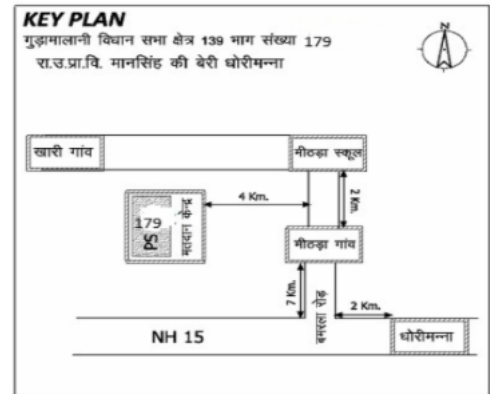 KEY PLAN
गुड़ामालानी विधान सभा क्षेत्र 139 भाग संख्या 179
रा.उ.प्रा.वि. मानसिंह की बेरी धोरीमन्ना
N
खारी गांव
मीठड़ा स्कूल
4 Km.
2 Km.
179
PS
मतदान केन्द्र
मीठड़ा गांव
7 Km.
बमरला रोड़
2 Km.
NH 15
धोरीमन्ना